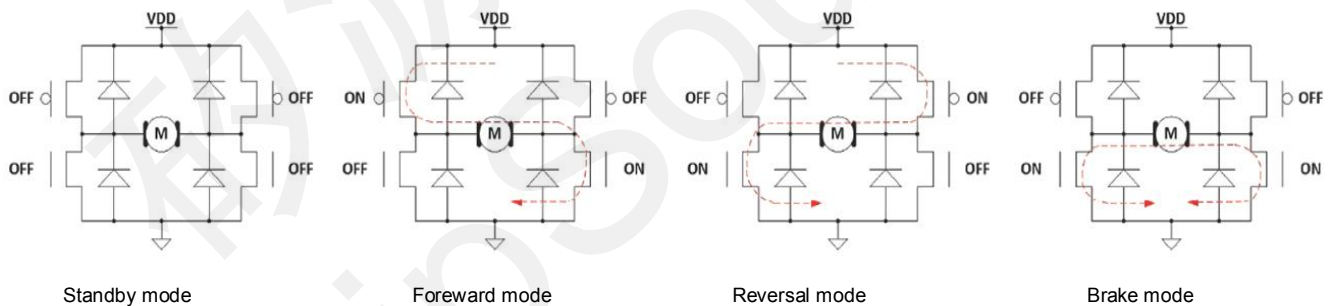 VDD VDD VDD VDD
OFF OFF ON OFF OFF ON OFF OFF
M M M M
OFF OFF OFF ON ON OFF ON ON
Standby mode Foreward mode Reversal mode Brake mode